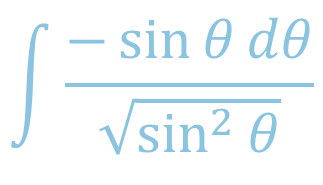 ∫ − sin θ dθ / √sin² θ